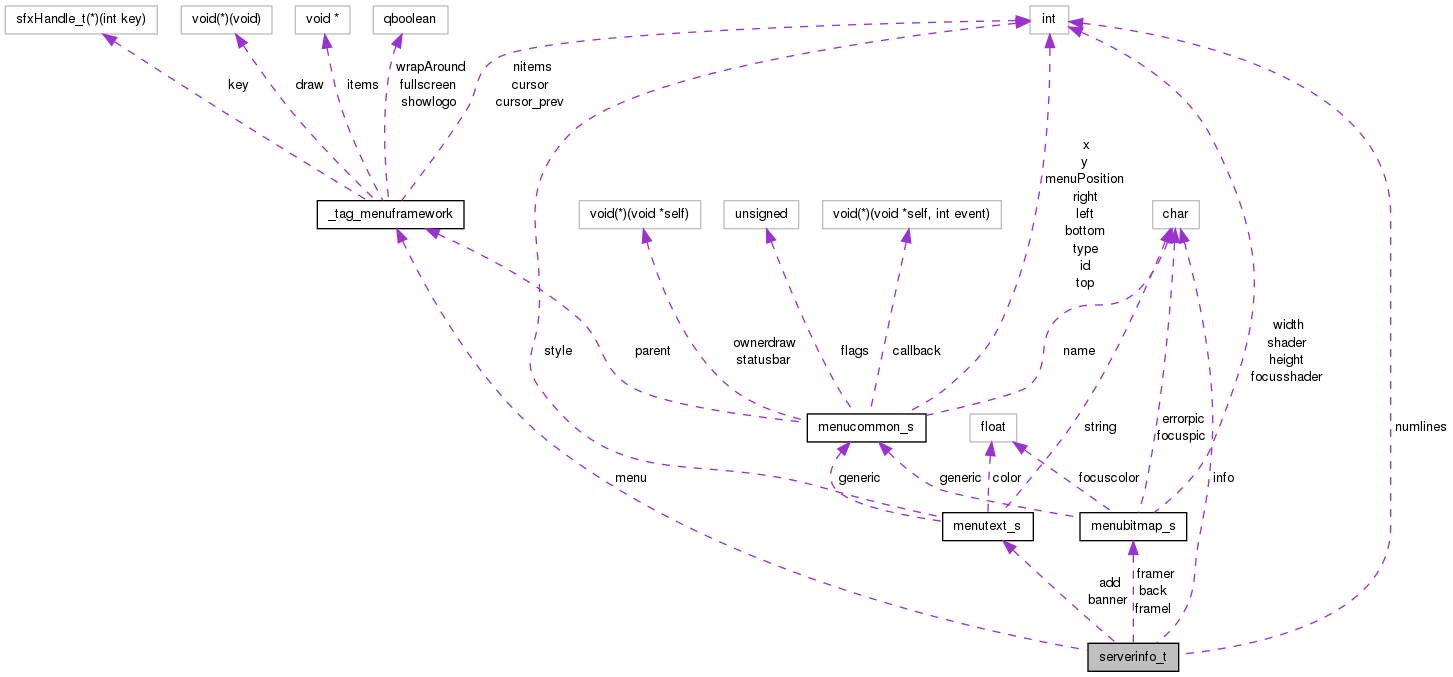 sfxHandle_t(*)(int key)
void(*)(void)
void *
qboolean
int
key
draw
items
wrapAround
fullscreen
showlogo
nitems
cursor
cursor_prev
x
y
menuPosition
right
left
bottom
type
id
top
_tag_menuframework
void(*)(void *self)
unsigned
void(*)(void *self, int event)
char
style
parent
ownerdraw
statusbar
flags
callback
name
width
shader
height
focusshader
menucommon_s
float
string
errorpic
focuspic
numlines
menu
generic
generic
color
focuscolor
info
menutext_s
menubitmap_s
add
banner
framer
back
framel
serverinfo_t